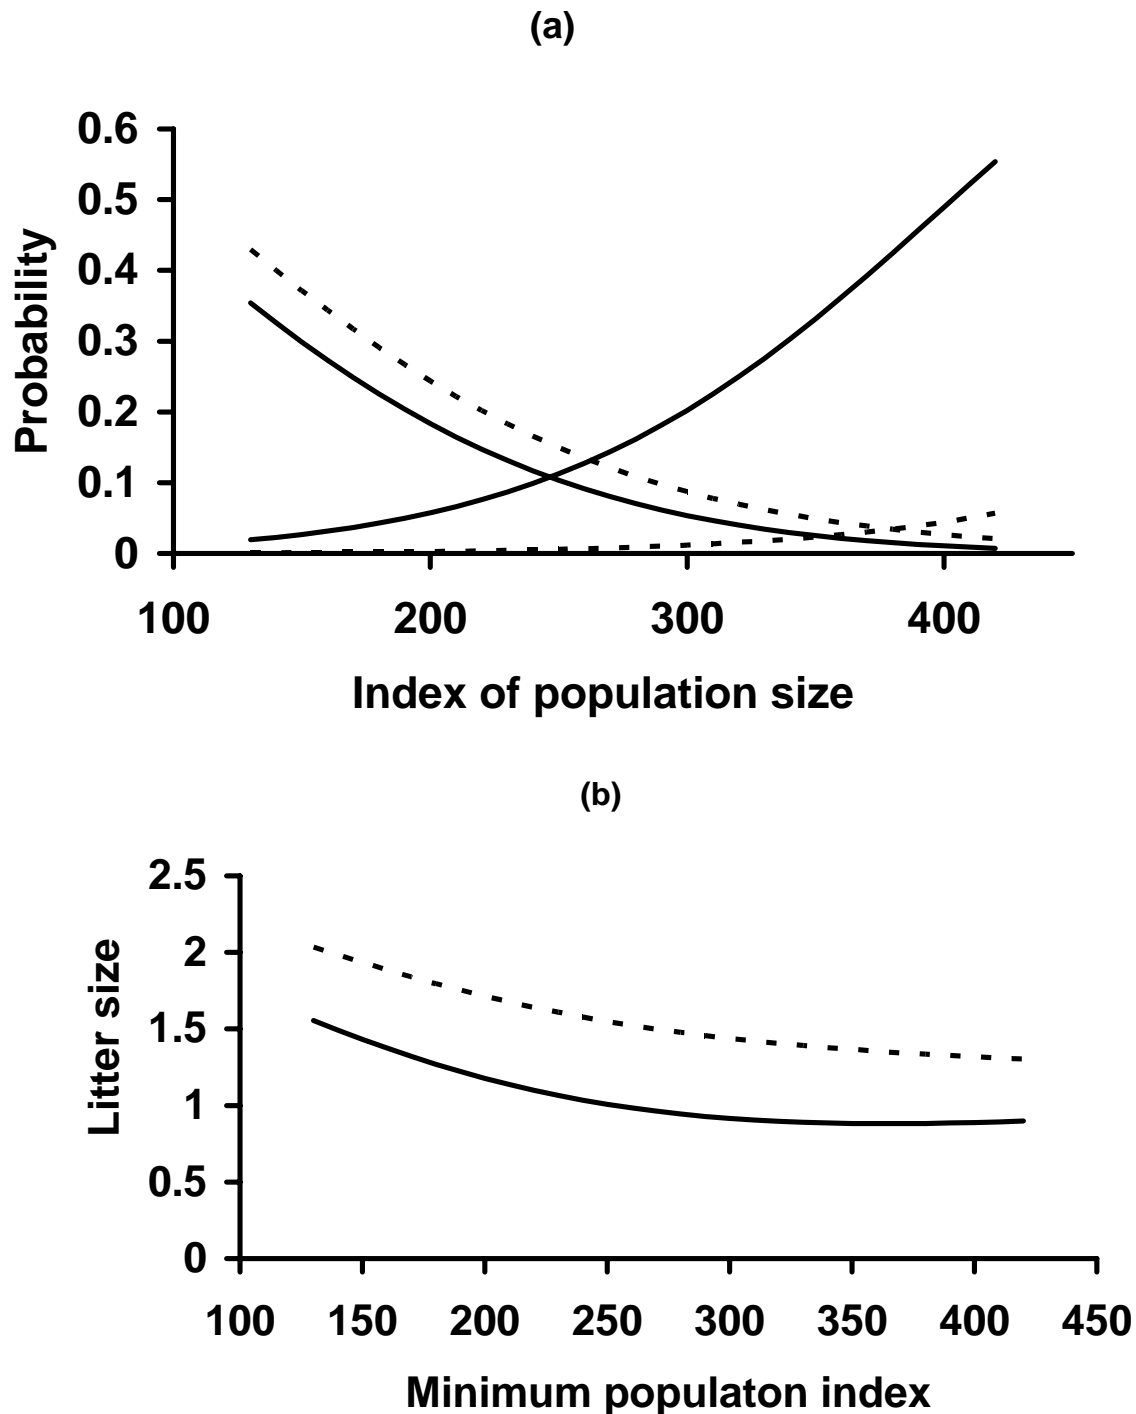 (a)
0.6
0.5
0.4
0.3
0.2
0.1
0
Probability
100 200 300 400
Index of population size
(b)
2.5
2
1.5
1
0.5
0
Litter size
100 150 200 250 300 350 400 450
Minimum populaton index